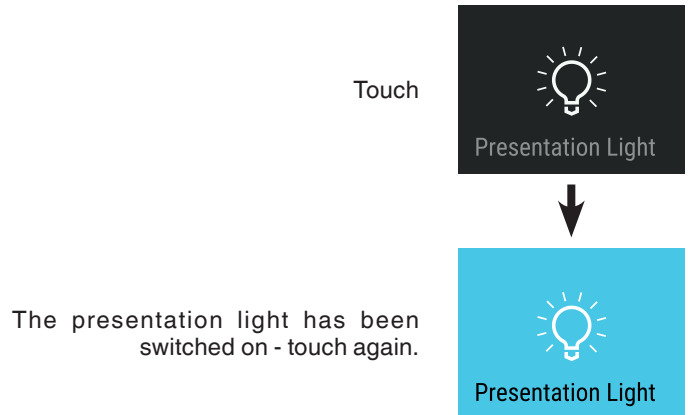 Touch
Presentation Light
The presentation light has been
switched on - touch again.
Presentation Light